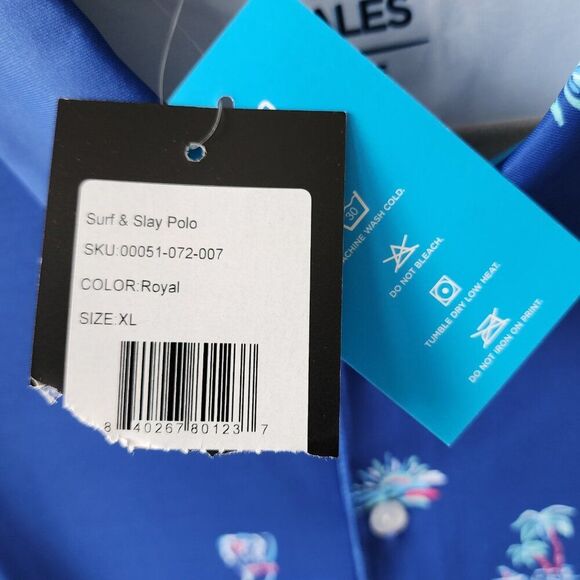 ALES
Surf & Slay Polo
SKU:00051-072-007
COLOR:Royal
SIZE:XL
8 40267 80123 7
30
MACHINE WASH COLD.
DO NOT BLEACH.
TUMBLE DRY LOW HEAT.
DO NOT IRON ON PRINT.